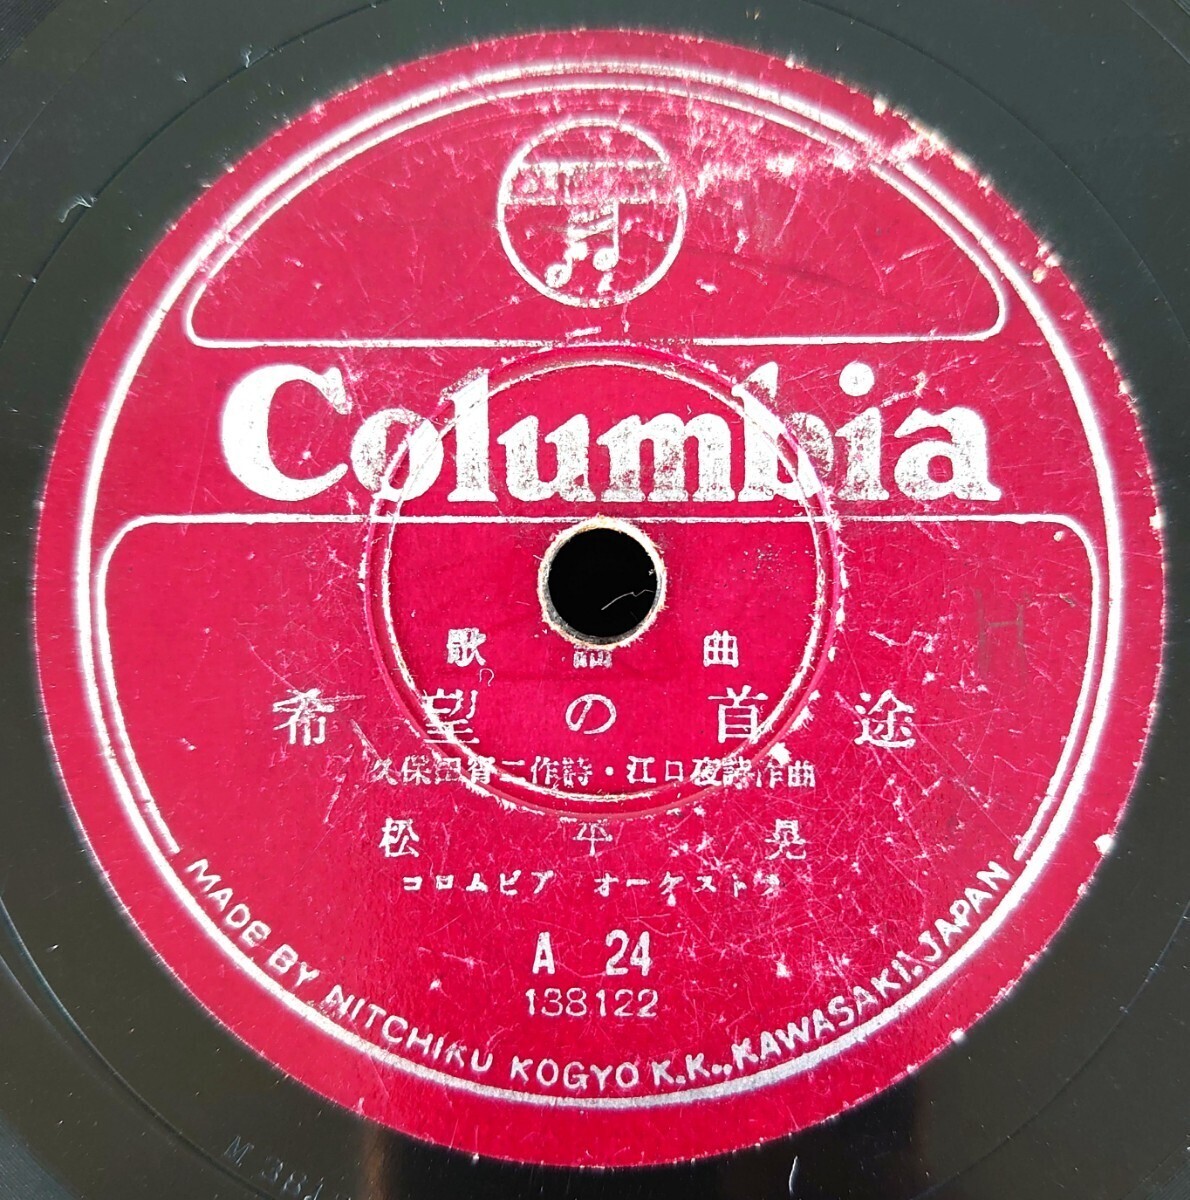 Columbia
歌謡曲
希望の首途
久保田宵二作詩・江口夜詩作曲
松平晃
コロムビア オーケストラ
A 24
138122
MADE BY NITCHIKU KOGYO K.K., KAWASAKI, JAPAN